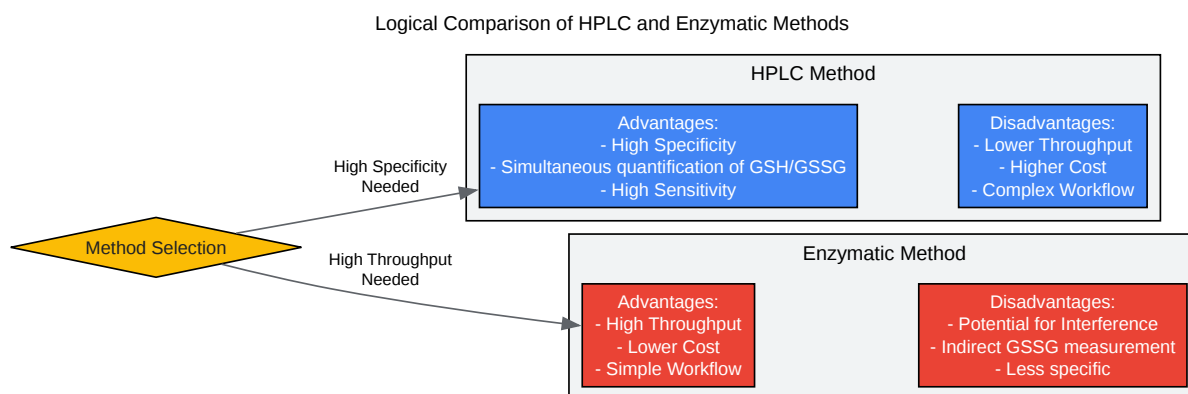 Logical Comparison of HPLC and Enzymatic Methods
HPLC Method
Advantages:
- High Specificity
- Simultaneous quantification of GSH/GSSG
- High Sensitivity
Disadvantages:
- Lower Throughput
- Higher Cost
- Complex Workflow
High Specificity
Needed
Method Selection
High Throughput
Needed
Enzymatic Method
Advantages:
- High Throughput
- Lower Cost
- Simple Workflow
Disadvantages:
- Potential for Interference
- Indirect GSSG measurement
- Less specific